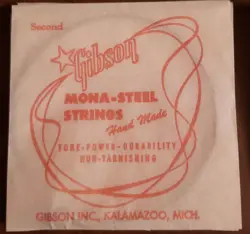 Second
Gibson
MONA-STEEL
STRINGS
Hand Made
TONE-POWER-DURABILITY
NON-TARNISHING
GIBSON INC., KALAMAZOO, MICH.